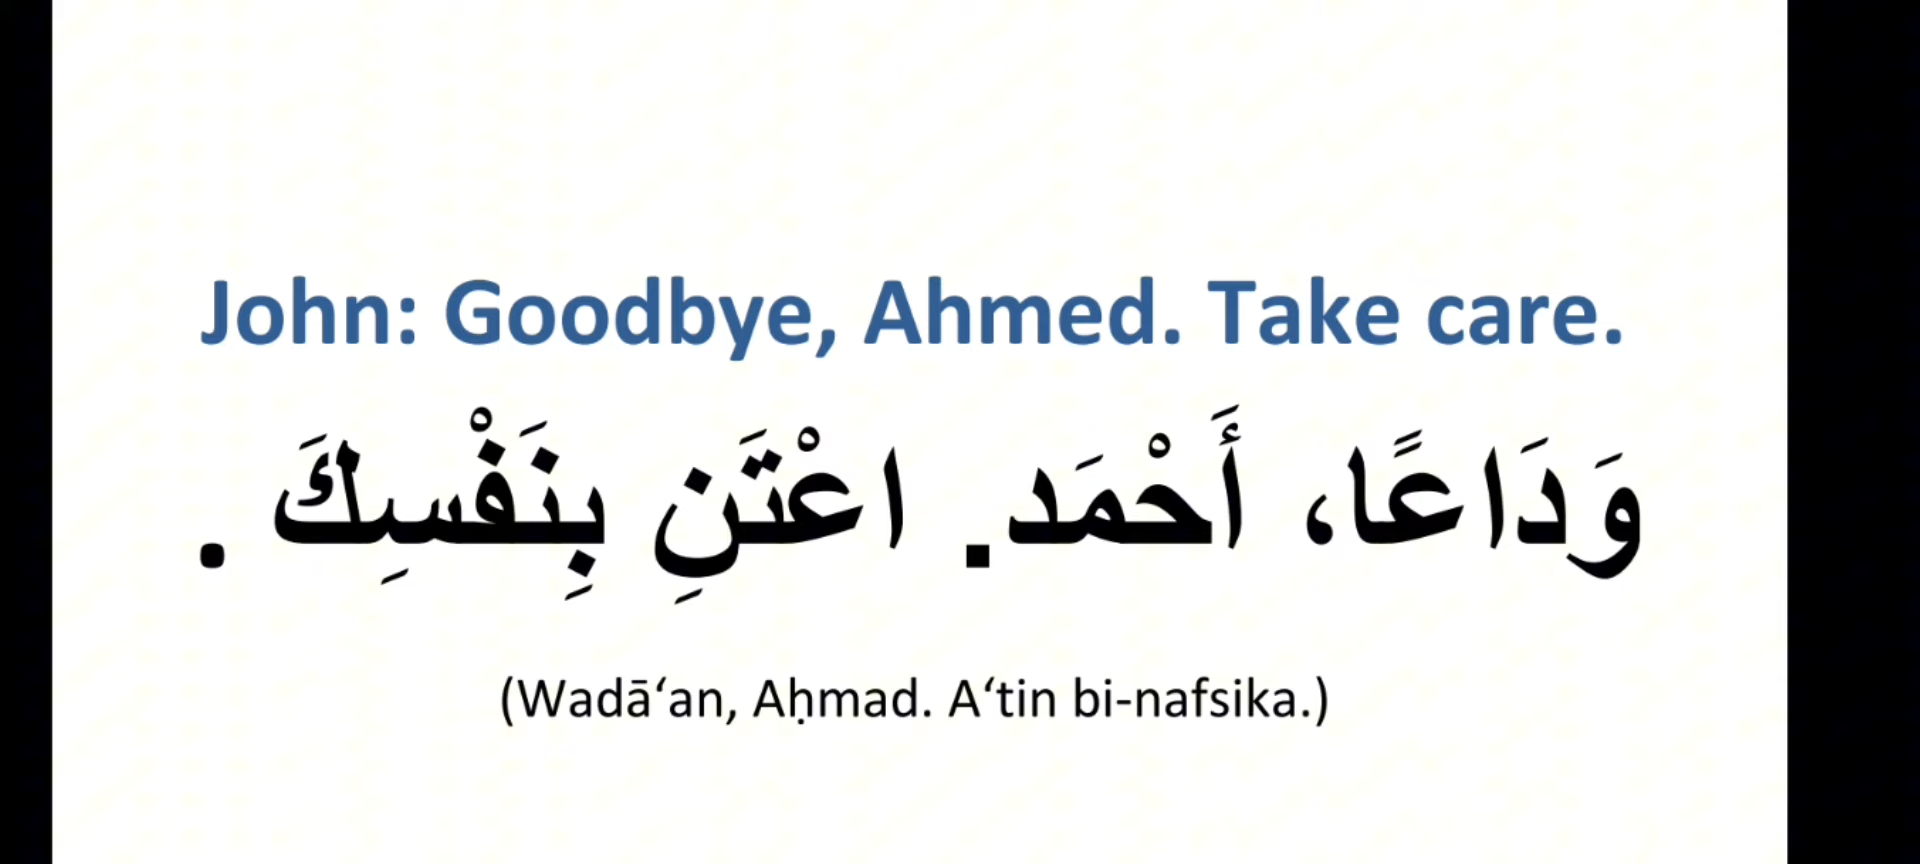 John: Goodbye, Ahmed. Take care.
وَدَاعًا، أَحْمَد. اعْتَنِ بِنَفْسِكَ .
(Wadā‘an, Aḥmad. A‘tin bi-nafsika.)